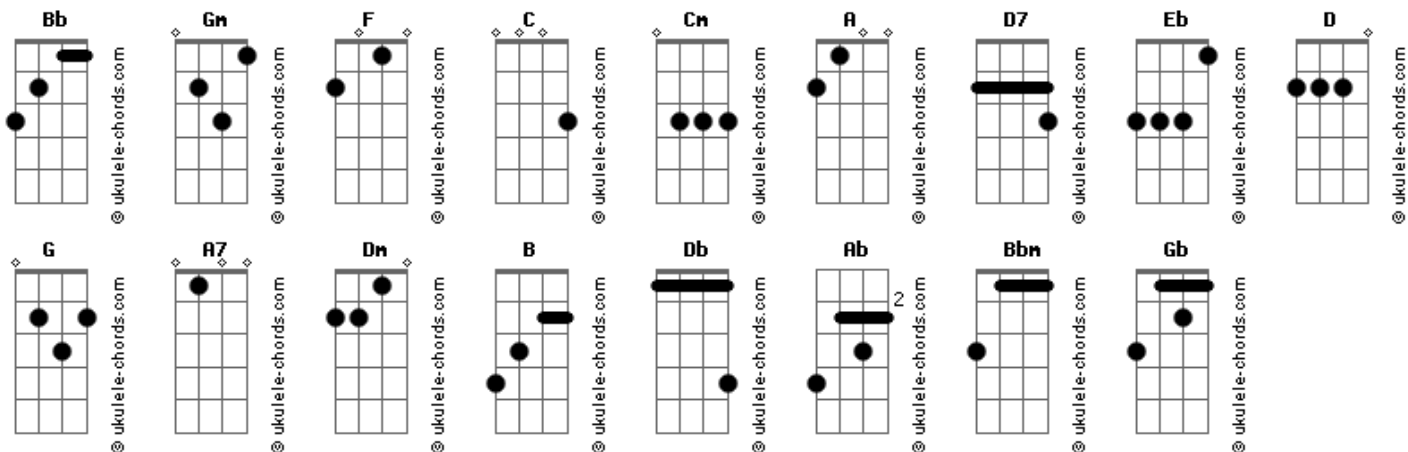 Bb Gm F C Cm A D7 Eb D
© ukulele-chords.com © ukulele-chords.com © ukulele-chords.com © ukulele-chords.com © ukulele-chords.com © ukulele-chords.com © ukulele-chords.com © ukulele-chords.com © ukulele-chords.com
G A7 Dm B Db Ab Bbm Gb
2
© ukulele-chords.com © ukulele-chords.com © ukulele-chords.com © ukulele-chords.com © ukulele-chords.com © ukulele-chords.com © ukulele-chords.com © ukulele-chords.com